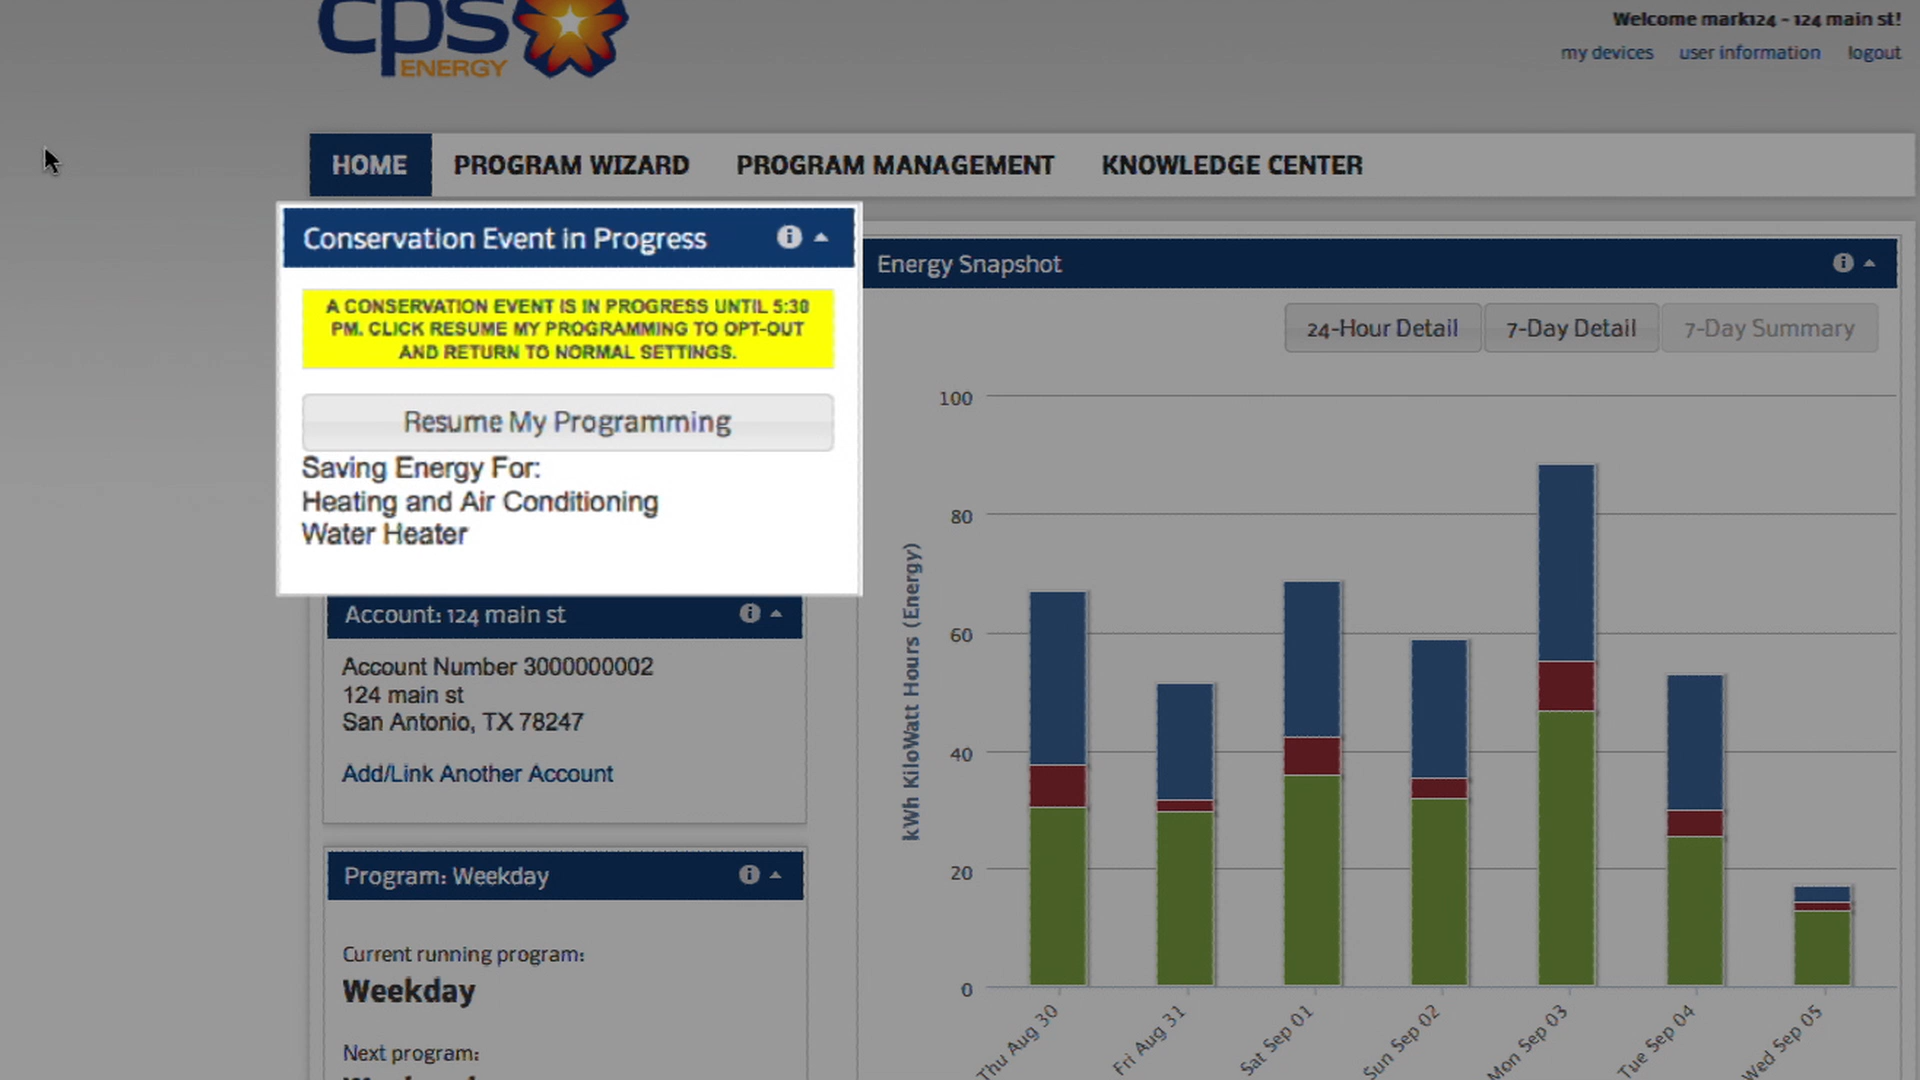 cps
ENERGY
Welcome mark124 - 124 main st!
my devices user information logout
HOME PROGRAM WIZARD PROGRAM MANAGEMENT KNOWLEDGE CENTER
Conservation Event in Progress
A CONSERVATION EVENT IS IN PROGRESS UNTIL 5:30
PM. CLICK RESUME MY PROGRAMMING TO OPT-OUT
AND RETURN TO NORMAL SETTINGS.
Resume My Programming
Saving Energy For:
Heating and Air Conditioning
Water Heater
Account: 124 main st
Account Number 3000000002
124 main st
San Antonio, TX 78247
Add/Link Another Account
Program: Weekday
Current running program:
Weekday
Next program:
Energy Snapshot
24-Hour Detail 7-Day Detail 7-Day Summary
kWh KiloWatt Hours (Energy)
100
80
60
40
20
0
Thu Aug 30 Fri Aug 31 Sat Sep 01 Sun Sep 02 Mon Sep 03 Tue Sep 04 Wed Sep 05